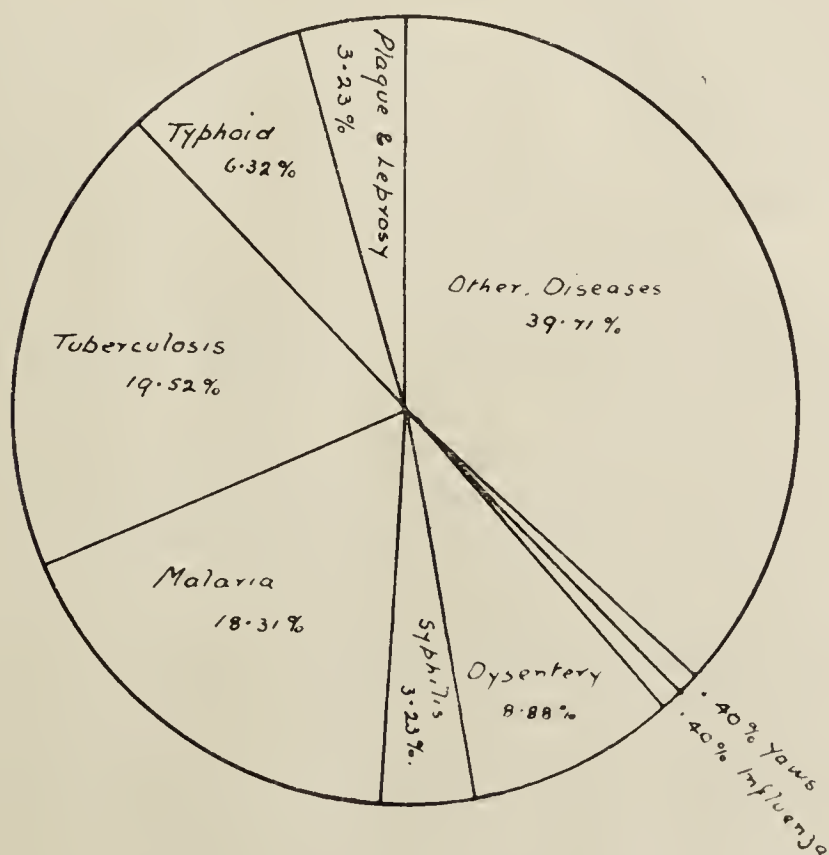 Plague & Leprosy
3.23%
Typhoid
6.32%
Other. Diseases
39.71%
Tuberculosis
19.52%
Malaria
18.31%
Syphilis
3.23%.
Dysentery
8.88%
.40% Yaws
.40% Influenza